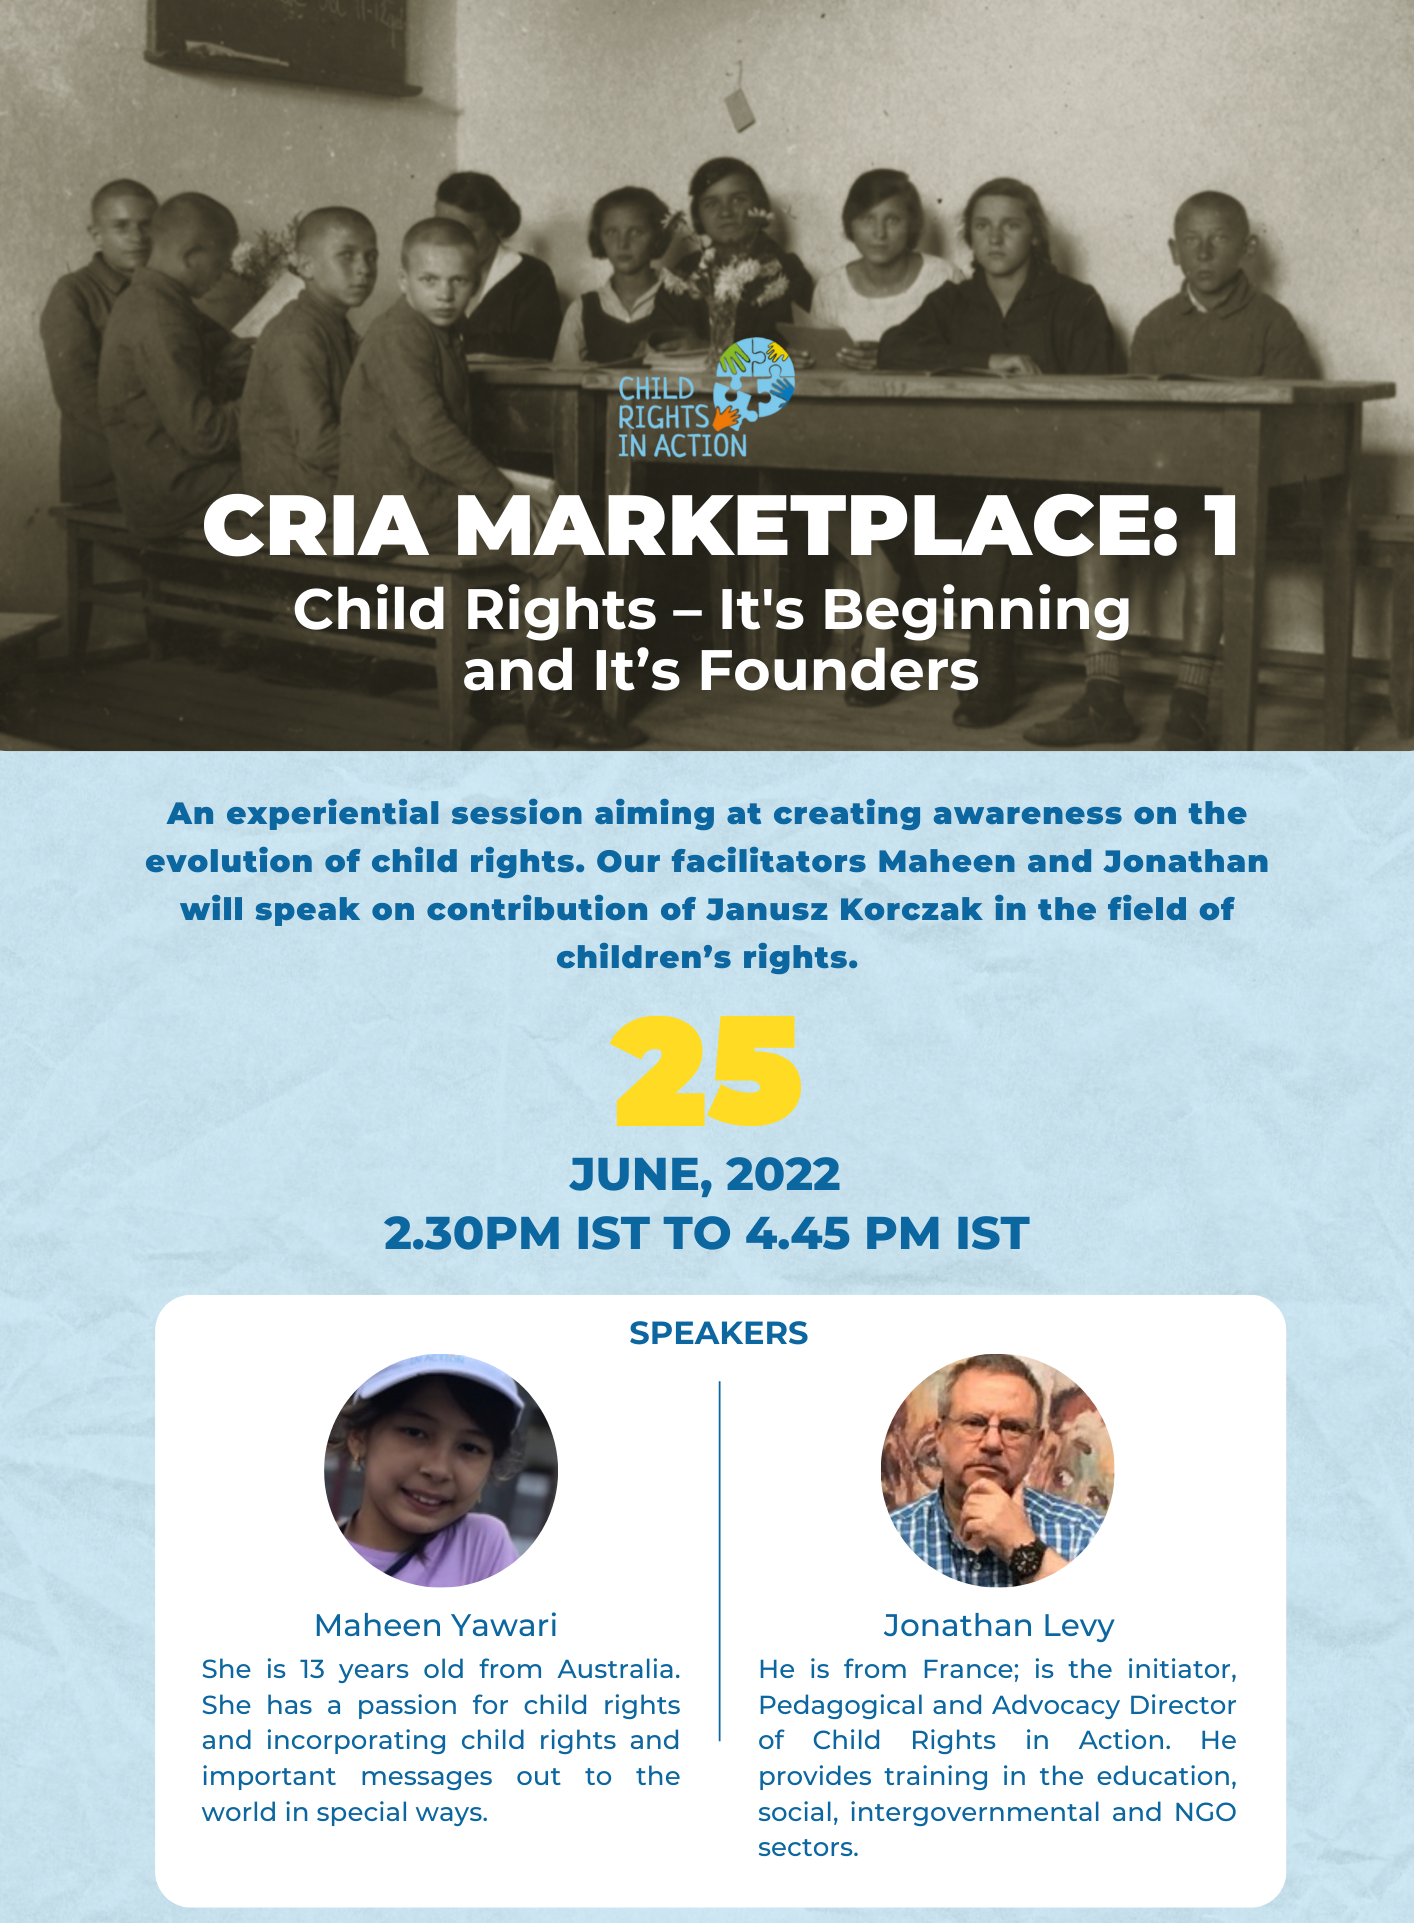 CHILD
RIGHTS
IN ACTION
CRIA MARKETPLACE: 1
Child Rights – It's Beginning
and It’s Founders
An experiential session aiming at creating awareness on the
evolution of child rights. Our facilitators Maheen and Jonathan
will speak on contribution of Janusz Korczak in the field of
children’s rights.
25
JUNE, 2022
2.30PM IST TO 4.45 PM IST
SPEAKERS
Maheen Yawari
She is 13 years old from Australia.
She has a passion for child rights
and incorporating child rights and
important messages out to the
world in special ways.
Jonathan Levy
He is from France; is the initiator,
Pedagogical and Advocacy Director
of Child Rights in Action. He
provides training in the education,
social, intergovernmental and NGO
sectors.